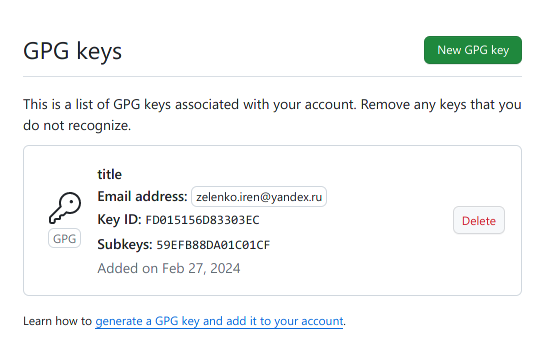 GPG keys
New GPG key
This is a list of GPG keys associated with your account. Remove any keys that you
do not recognize.
title
Email address: zelenko.iren@yandex.ru
Key ID: FD015156D83303EC
GPG
Subkeys: 59EFB88DA01C01CF
Delete
Added on Feb 27, 2024
Learn how to generate a GPG key and add it to your account.